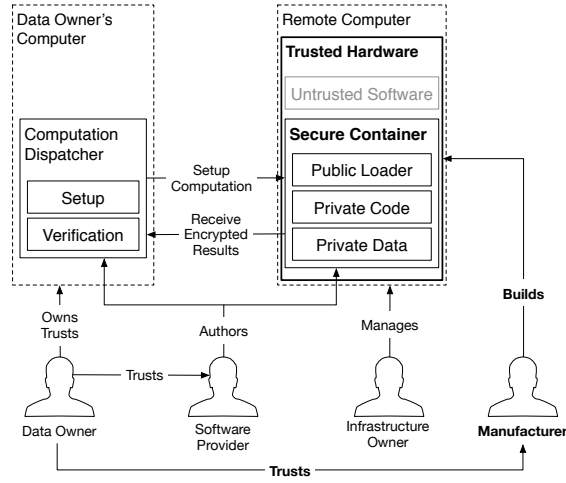 Data Owner's
Computer
Remote Computer
Trusted Hardware
Untrusted Software
Computation
Dispatcher
Secure Container
Setup
Computation
Public Loader
Setup
Private Code
Verification
Receive
Encrypted
Results
Private Data
Owns
Trusts
Authors
Manages
Builds
Trusts
Data Owner
Software
Provider
Infrastructure
Owner
Manufacturer
Trusts